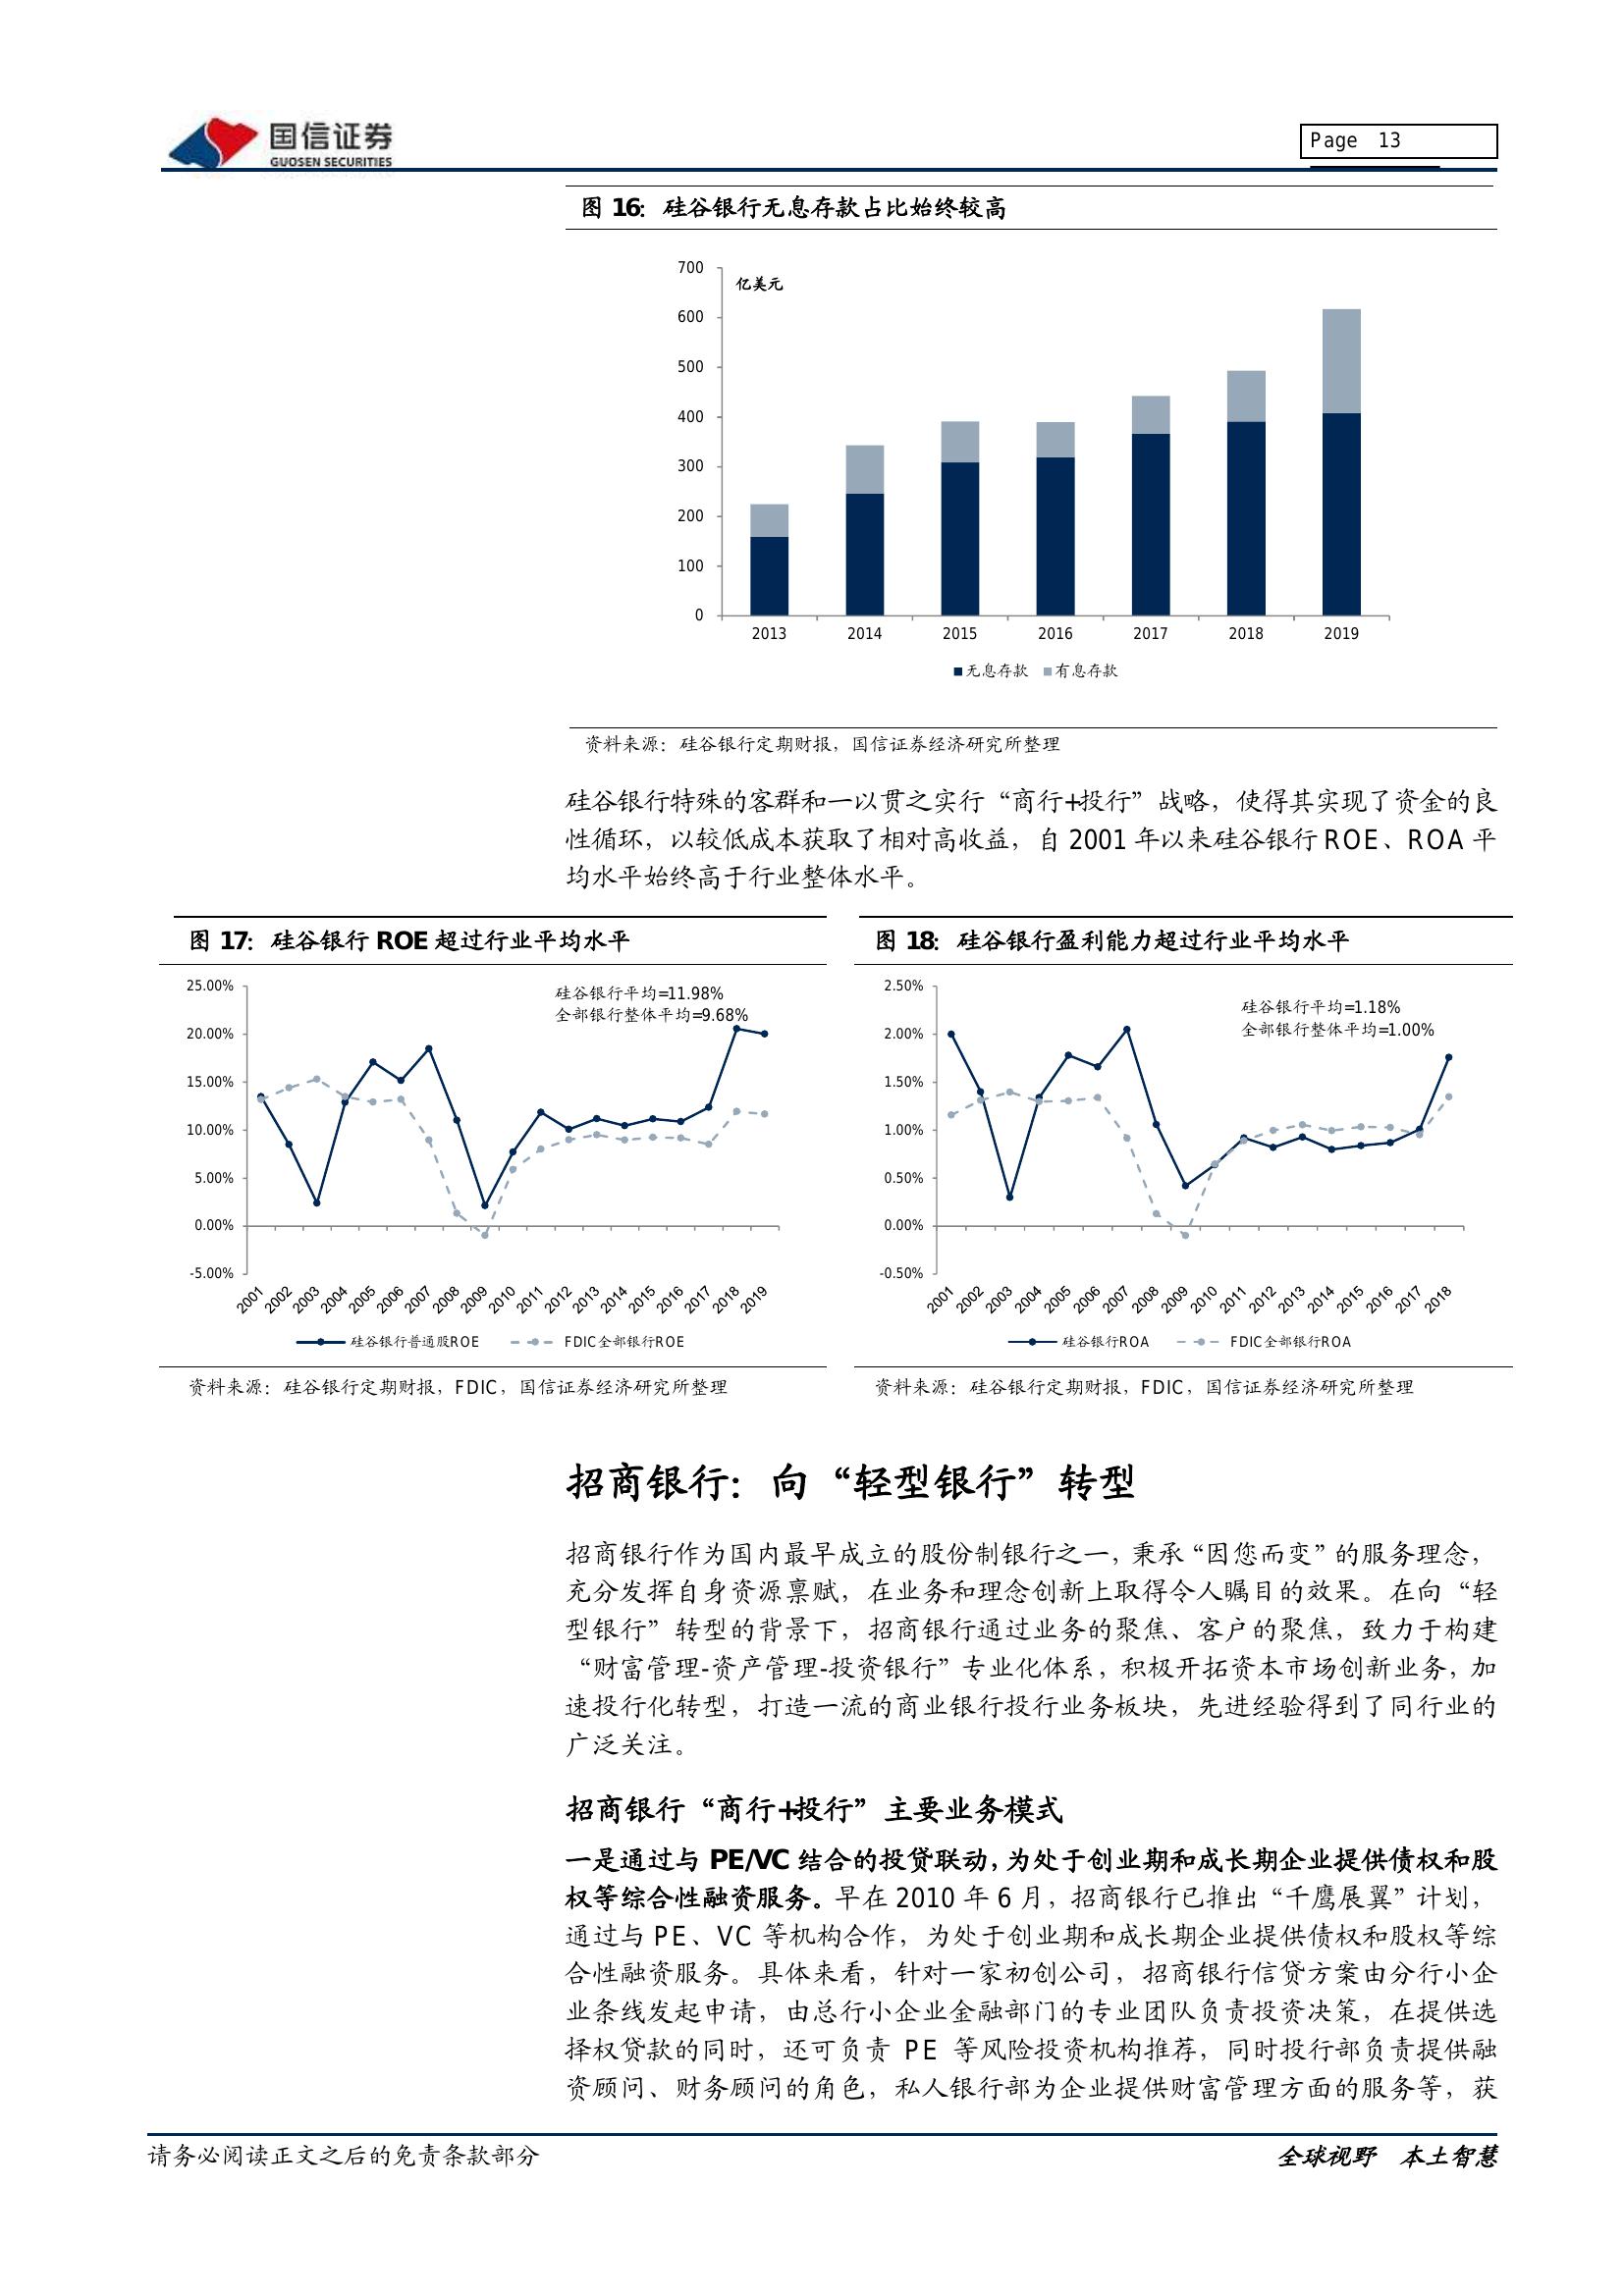 国信证券
GUOSEN SECURITIES
Page 13
图 16：硅谷银行无息存款占比始终较高
亿美元
700
600
500
400
300
200
100
0
2013 2014 2015 2016 2017 2018 2019
无息存款 有息存款
资料来源：硅谷银行定期财报，国信证券经济研究所整理
硅谷银行特殊的客群和一以贯之实行“商行+投行”战略，使得其实现了资金的良
性循环，以较低成本获取了相对高收益，自 2001 年以来硅谷银行 ROE、ROA 平
均水平始终高于行业整体水平。
图 17：硅谷银行 ROE 超过行业平均水平
硅谷银行平均=11.98%
全部银行整体平均=9.68%
25.00%
20.00%
15.00%
10.00%
5.00%
0.00%
-5.00%
2001 2002 2003 2004 2005 2006 2007 2008 2009 2010 2011 2012 2013 2014 2015 2016 2017 2018 2019
硅谷银行普通股ROE FDIC全部银行ROE
资料来源：硅谷银行定期财报，FDIC，国信证券经济研究所整理
图 18：硅谷银行盈利能力超过行业平均水平
硅谷银行平均=1.18%
全部银行整体平均=1.00%
2.50%
2.00%
1.50%
1.00%
0.50%
0.00%
-0.50%
2001 2002 2003 2004 2005 2006 2007 2008 2009 2010 2011 2012 2013 2014 2015 2016 2017 2018
硅谷银行ROA FDIC全部银行ROA
资料来源：硅谷银行定期财报，FDIC，国信证券经济研究所整理
招商银行：向“轻型银行”转型
招商银行作为国内最早成立的股份制银行之一，秉承“因您而变”的服务理念，
充分发挥自身资源禀赋，在业务和理念创新上取得令人瞩目的效果。在向“轻
型银行”转型的背景下，招商银行通过业务的聚焦、客户的聚焦，致力于构建
“财富管理-资产管理-投资银行”专业化体系，积极开拓资本市场创新业务，加
速投行化转型，打造一流的商业银行投行业务板块，先进经验得到了同行业的
广泛关注。
招商银行“商行+投行”主要业务模式
一是通过与 PE/VC 结合的投贷联动，为处于创业期和成长期企业提供债权和股
权等综合性融资服务。早在 2010 年 6 月，招商银行已推出“千鹰展翼”计划，
通过与 PE、VC 等机构合作，为处于创业期和成长期企业提供债权和股权等综
合性融资服务。具体来看，针对一家初创公司，招商银行信贷方案由分行小企
业条线发起申请，由总行小企业金融部门的专业团队负责投资决策，在提供选
择权贷款的同时，还可负责 PE 等风险投资机构推荐，同时投行部负责提供融
资顾问、财务顾问的角色，私人银行部为企业提供财富管理方面的服务等，获
请务必阅读正文之后的免责条款部分
全球视野 本土智慧